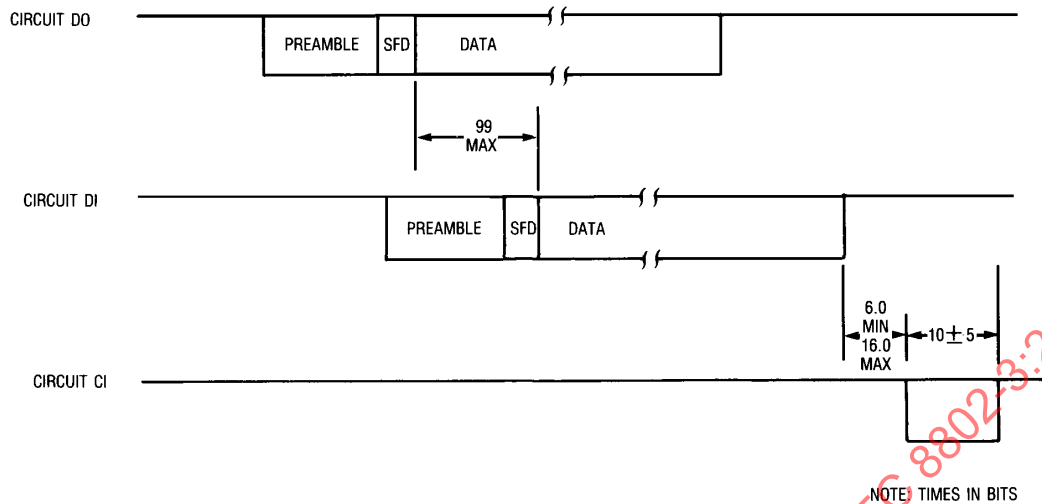 CIRCUIT DO
PREAMBLE SFD DATA
99
MAX
CIRCUIT DI
PREAMBLE SFD DATA
6.0
MIN
16.0
MAX
10±5
CIRCUIT CI
NOTE: TIMES IN BITS
C 8802-3:2